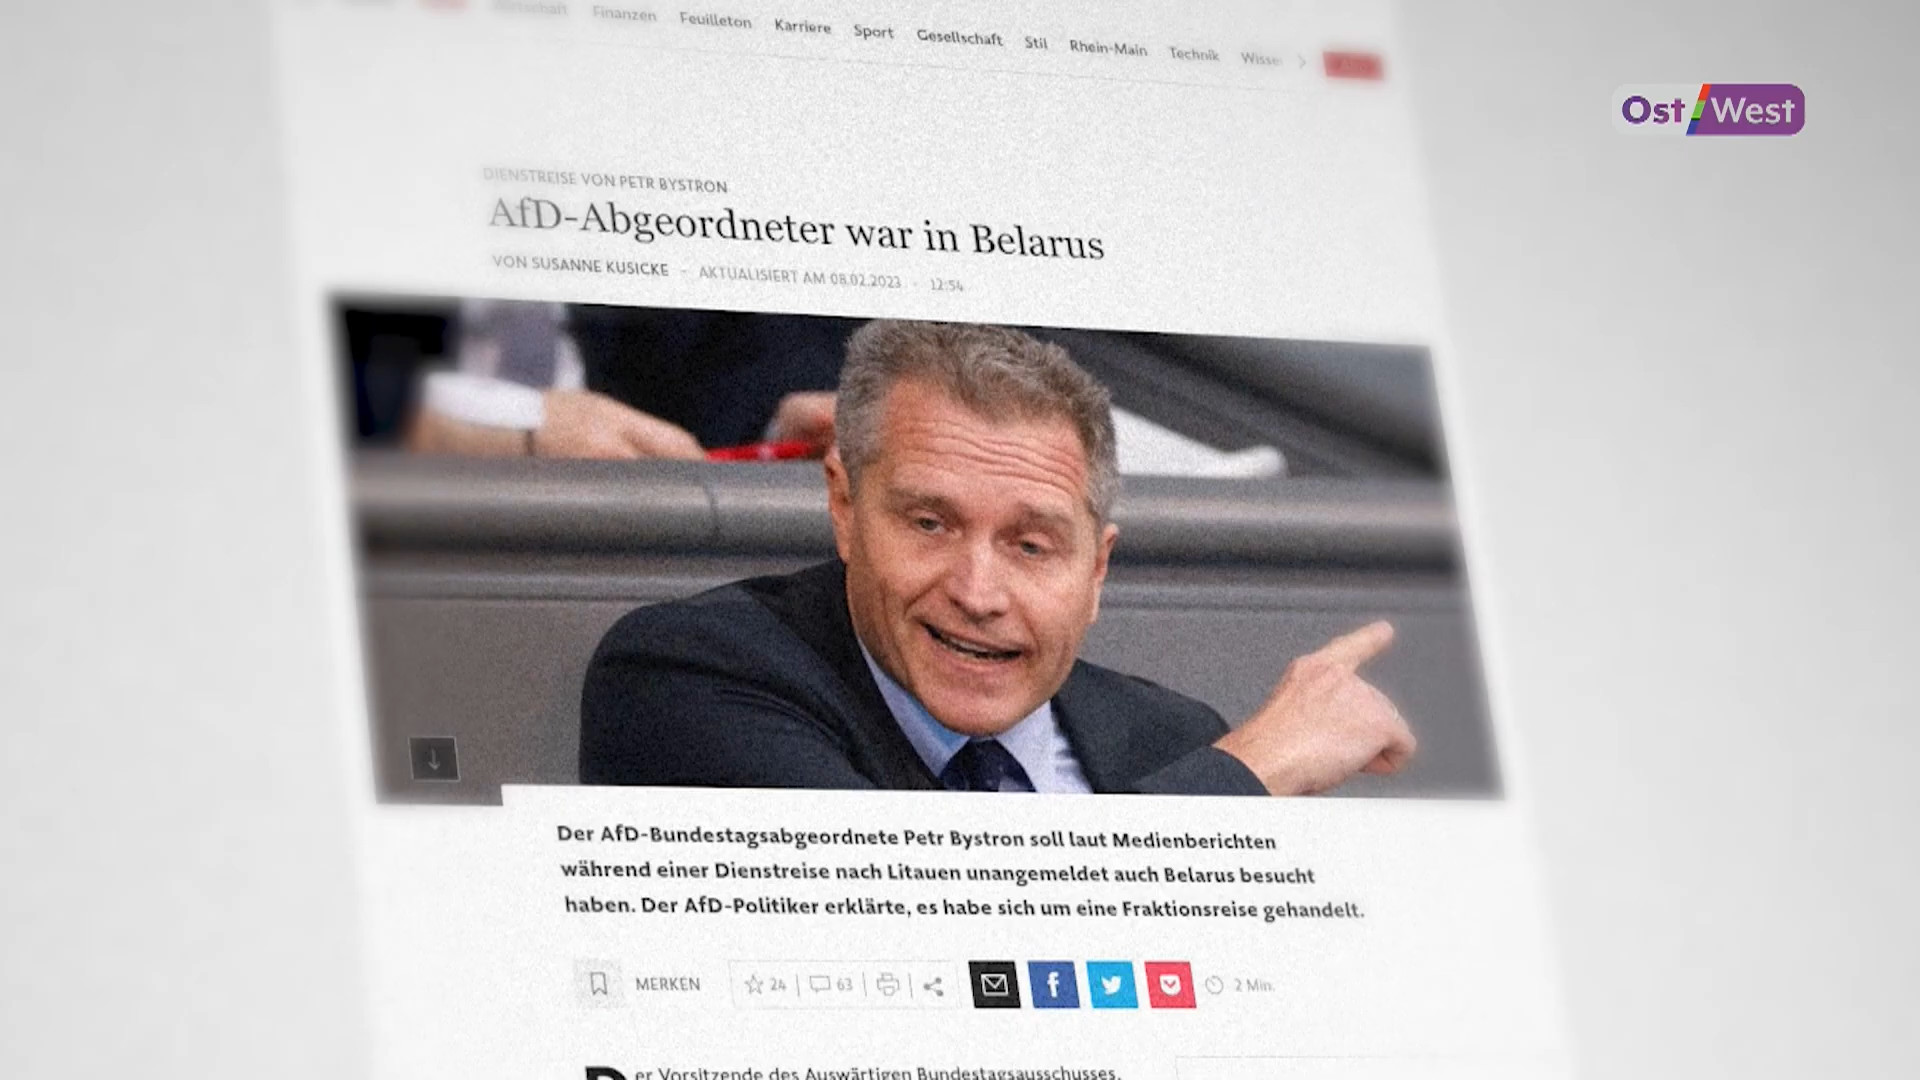 Wirtschaft Finanzen Feuilleton Karriere Sport Gesellschaft Stil Rhein-Main Technik
Ost West
DIENSTREISE VON PETR BYSTRON
AfD-Abgeordneter war in Belarus
VON SUSANNE KUSICKE - AKTUALISIERT AM 08.02.2023 - 12:54
Der AfD-Bundestagsabgeordnete Petr Bystron soll laut Medienberichten
während einer Dienstreise nach Litauen unangemeldet auch Belarus besucht
haben. Der AfD-Politiker erklärte, es habe sich um eine Fraktionsreise gehandelt.
MERKEN 24 63 2 Min.
Der Vorsitzende des Auswärtigen Bundestagsausschusses,